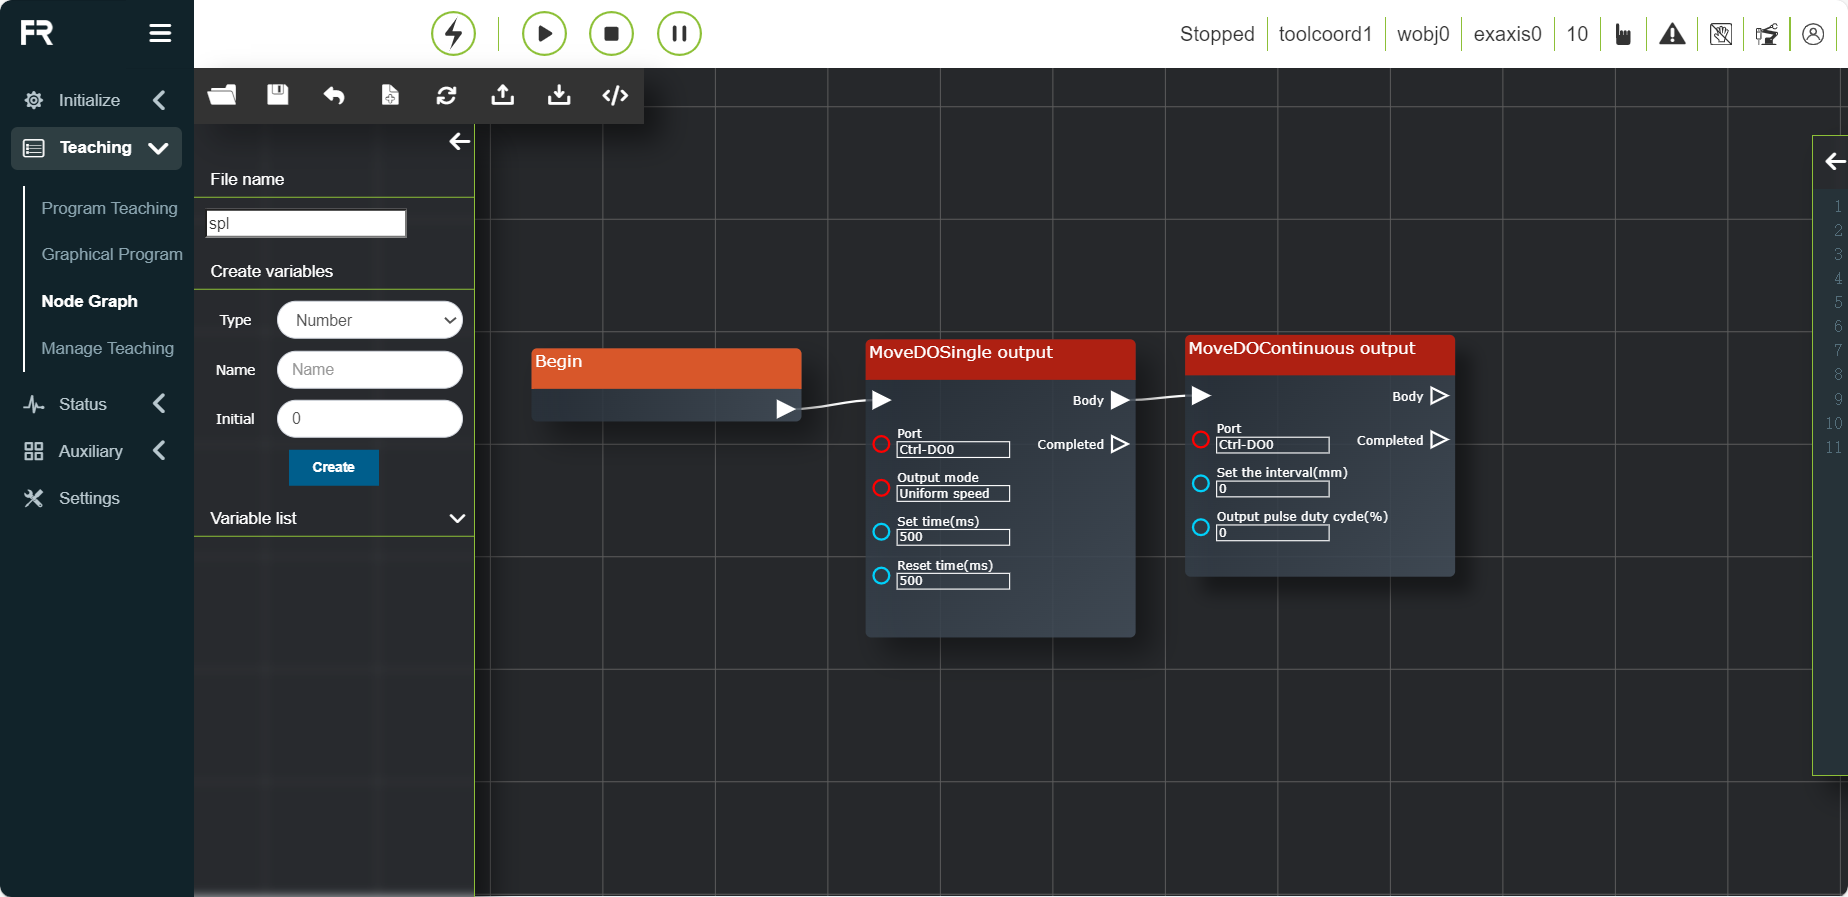 FR
Stopped
toolcoord1
wobj0
exaxis0
10
Initialize
Teaching
Program Teaching
Graphical Program
Node Graph
Manage Teaching
Status
Auxiliary
Settings
File name
spl
Create variables
Type
Number
Name
Name
Initial
0
Create
Variable list
Begin
MoveDOSingle output
Body
Port
Ctrl-DO0
Completed
Output mode
Uniform speed
Set time(ms)
500
Reset time(ms)
500
MoveDOContinuous output
Body
Port
Ctrl-DO0
Completed
Set the interval(mm)
0
Output pulse duty cycle(%)
0
1
2
3
4
5
6
7
8
9
10
11